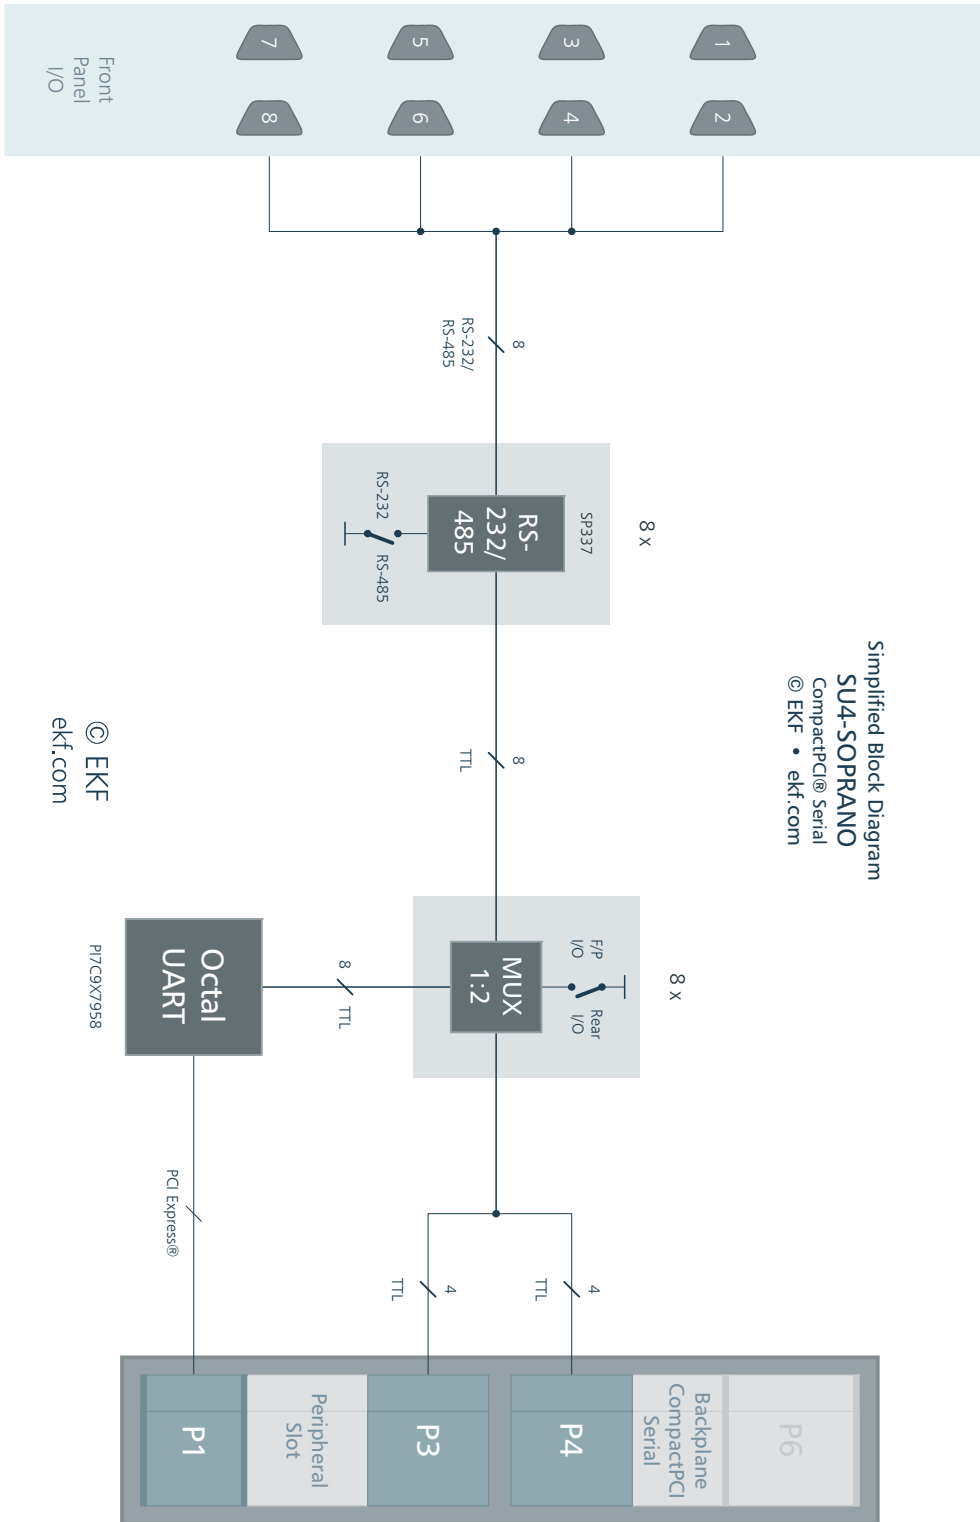 Simplified Block Diagram
SU4-SOPRANO
CompactPCI® Serial
© EKF • ekf.com
1
2
3
4
5
6
7
8
Front
Panel
I/O
8
RS-232/
RS-485
8 x
SP337
RS-
232/
485
RS-232
RS-485
8
TTL
8 x
F/P
I/O
Rear
I/O
MUX
1:2
8
TTL
Octal
UART
PI7C9X7958
PCI Express®
4
TTL
4
TTL
P6
Backplane
CompactPCI
Serial
P4
P3
Peripheral
Slot
P1
© EKF
ekf.com